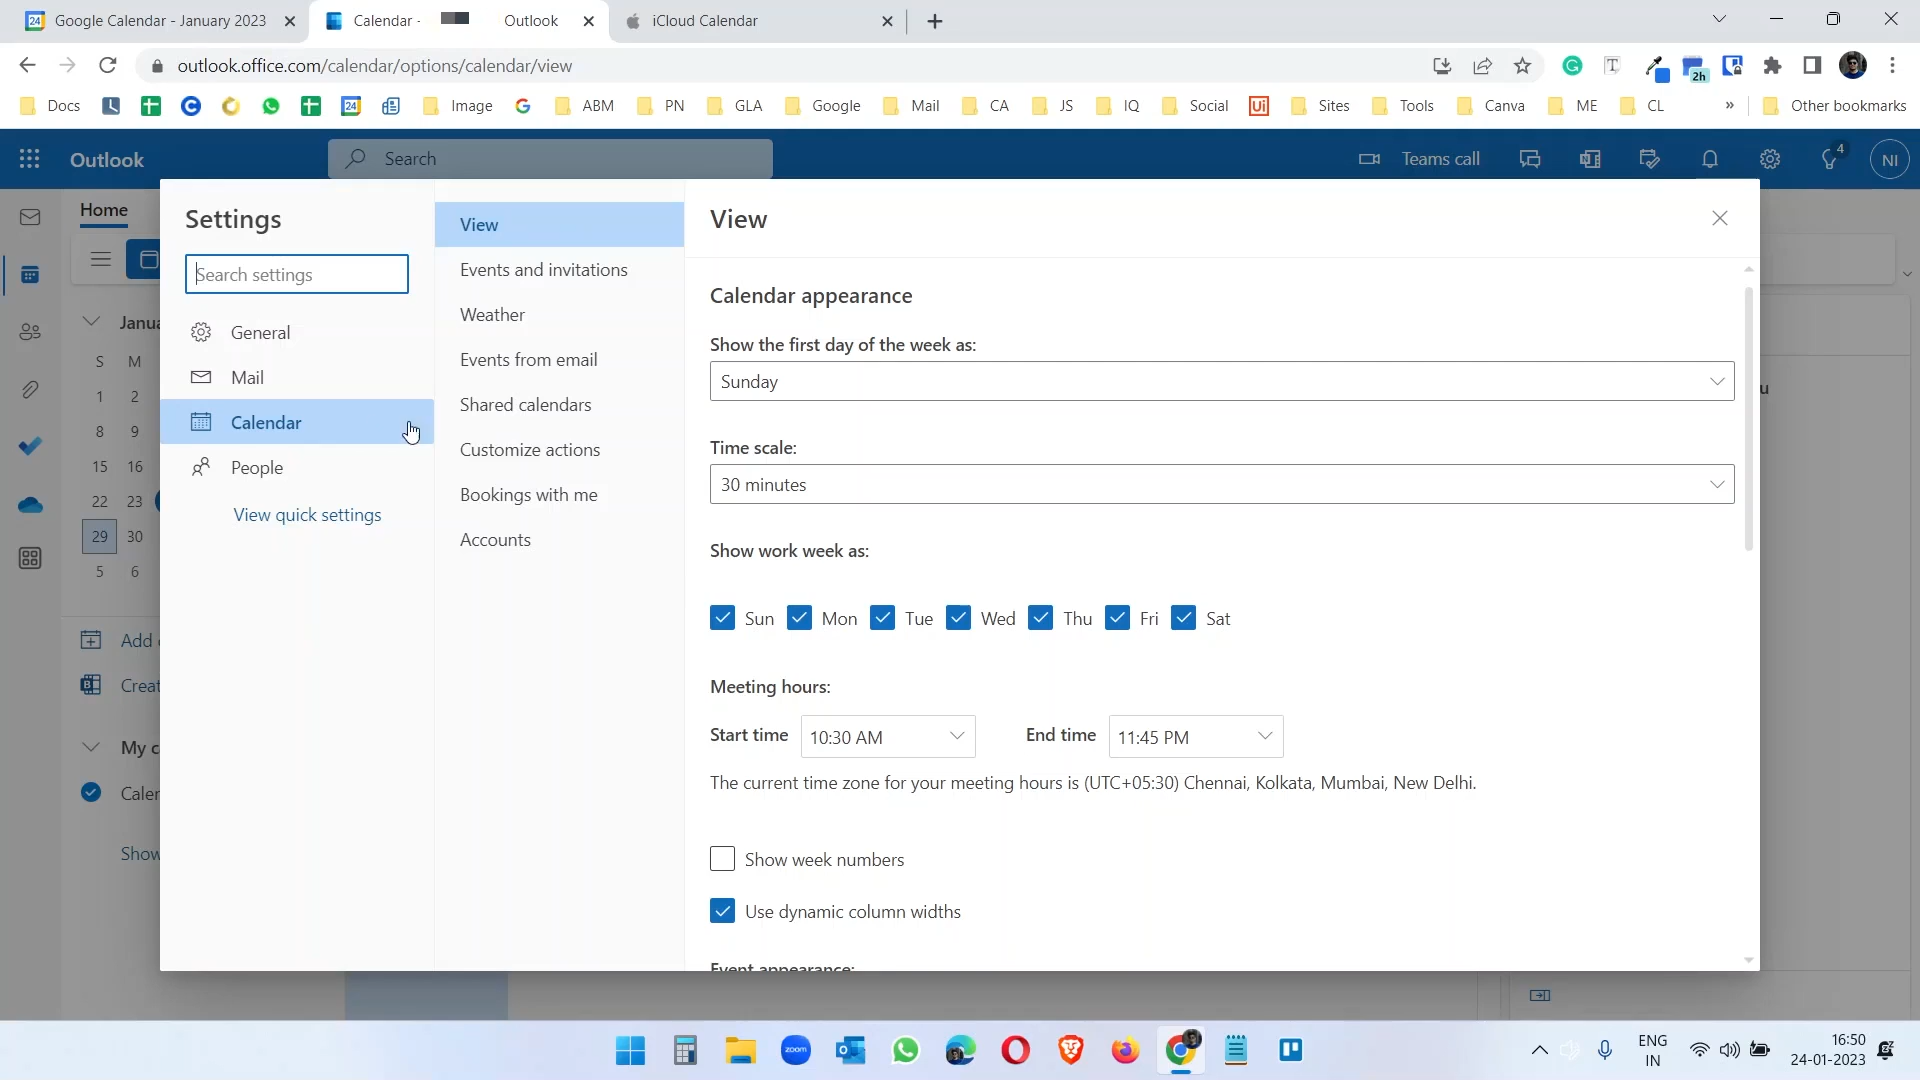 Google Calendar - January 2023
Calendar - Outlook
iCloud Calendar
outlook.office.com/calendar/options/calendar/view
2h
Docs Image ABM PN GLA Google Mail CA JS IQ Social Ui Sites Tools Canva ME CL » Other bookmarks
Outlook
Search
Teams call
4
NI
Home
Settings
Search settings
General
Mail
Calendar
People
View quick settings
View
Events and invitations
Weather
Events from email
Shared calendars
Customize actions
Bookings with me
Accounts
View
Calendar appearance
Show the first day of the week as:
Sunday
Time scale:
30 minutes
Show work week as:
Sun Mon Tue Wed Thu Fri Sat
Meeting hours:
Start time 10:30 AM End time 11:45 PM
The current time zone for your meeting hours is (UTC+05:30) Chennai, Kolkata, Mumbai, New Delhi.
Show week numbers
Use dynamic column widths
Event appearance:
Janua
S M
1 2
8 9
15 16
22 23
29 30
5 6
Add
Creat
My c
Caler
Show
u
zoom
ENG
IN
16:50
24-01-2023